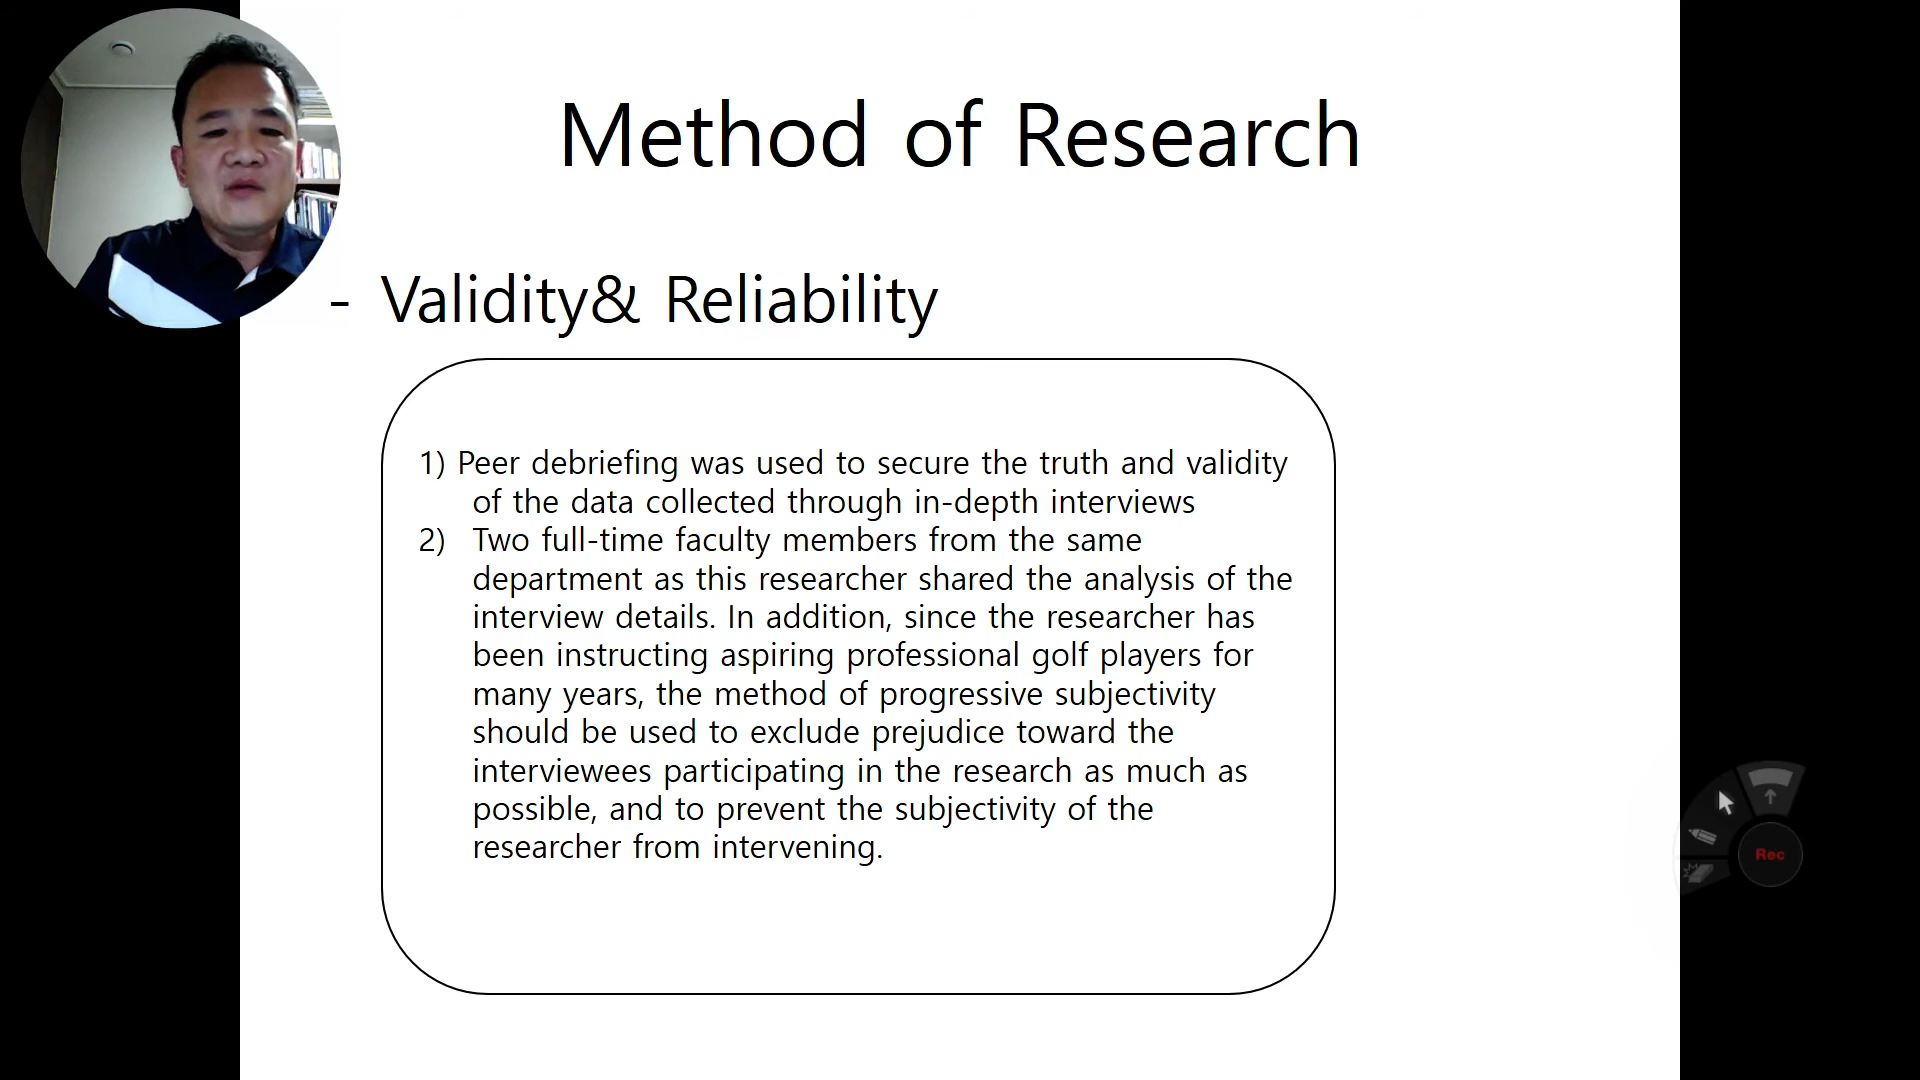 Method of Research
- Validity& Reliability
1) Peer debriefing was used to secure the truth and validity
of the data collected through in-depth interviews
2) Two full-time faculty members from the same
department as this researcher shared the analysis of the
interview details. In addition, since the researcher has
been instructing aspiring professional golf players for
many years, the method of progressive subjectivity
should be used to exclude prejudice toward the
interviewees participating in the research as much as
possible, and to prevent the subjectivity of the
researcher from intervening.
Rec